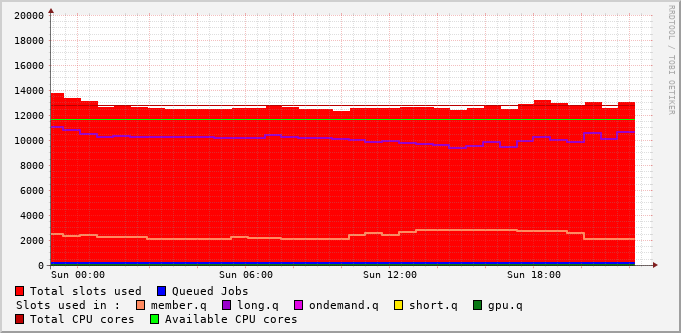 RRDTOOL / TOBI OETIKER
20000
18000
16000
14000
12000
10000
8000
6000
4000
2000
0
Sun 00:00 Sun 06:00 Sun 12:00 Sun 18:00
Total slots used Queued Jobs
Slots used in : member.q long.q ondemand.q short.q gpu.q
Total CPU cores Available CPU cores